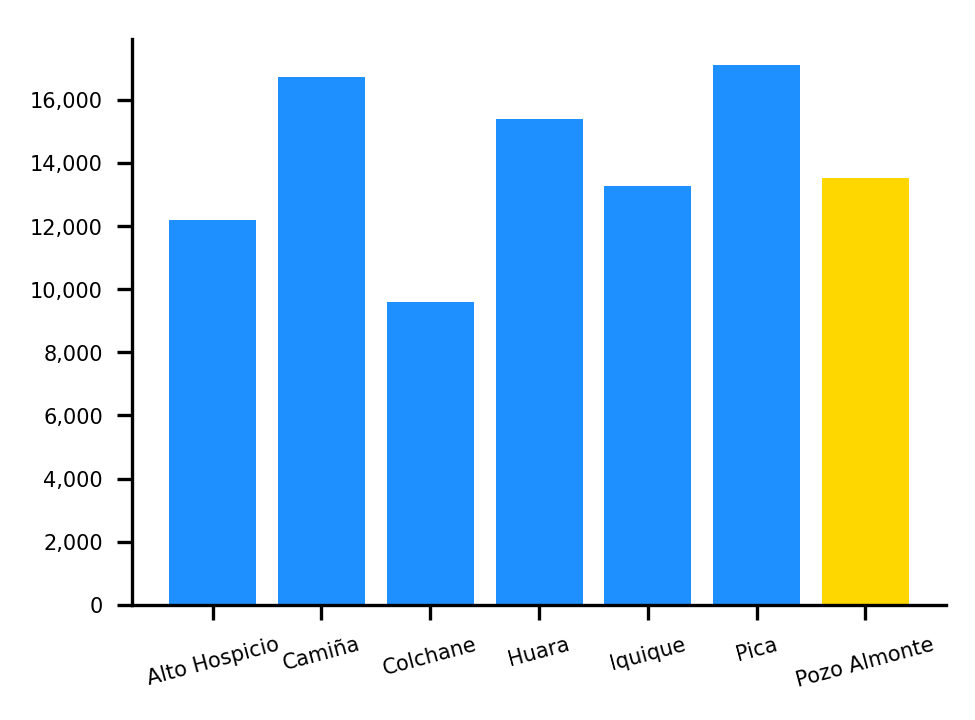 16,000
14,000
12,000
10,000
8,000
6,000
4,000
2,000
0
Alto Hospicio
Camiña
Colchane
Huara
Iquique
Pica
Pozo Almonte